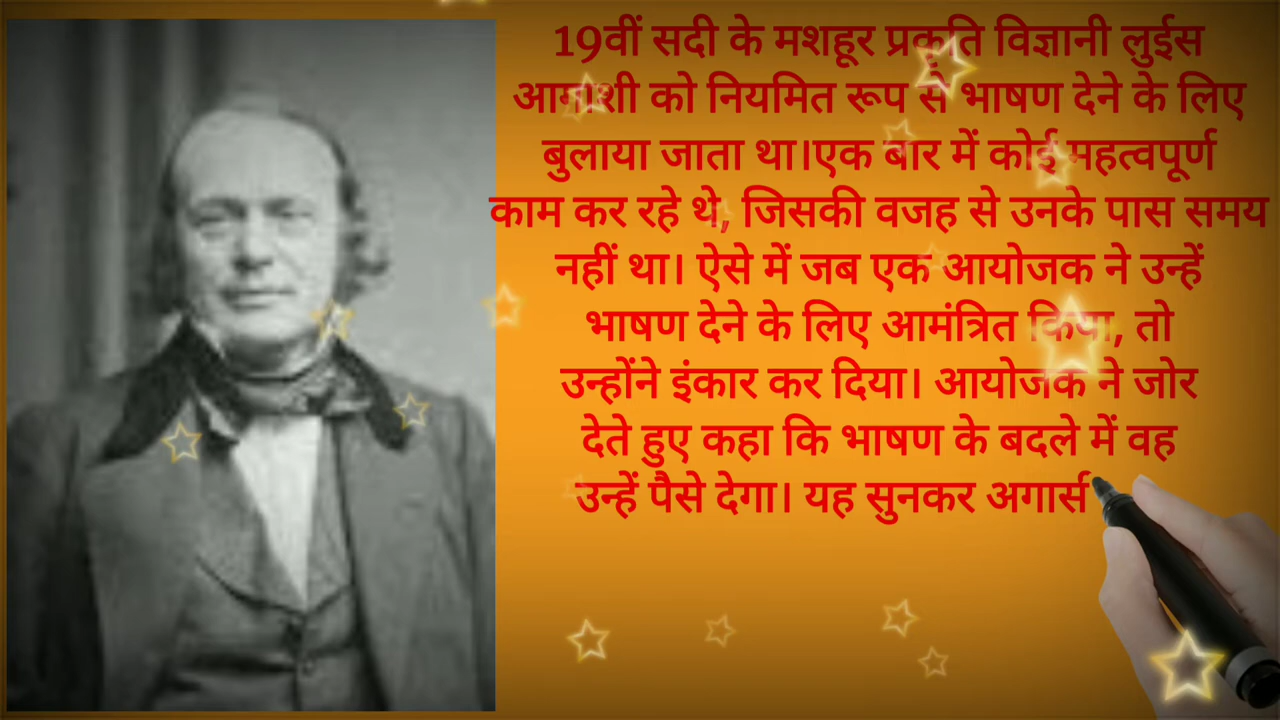 19वीं सदी के मशहूर प्रकृति विज्ञानी लुईस
को नियमित रूप से भाषण देने के लिए
बुलाया जाता था।एक बार में कोई महत्वपूर्ण
काम कर रहे थे, जिसकी वजह से उनके पास समय
नहीं था। ऐसे में जब एक आयोजक ने उन्हें
भाषण देने के लिए आमंत्रित किया, तो
उन्होंने इंकार कर दिया। आयोजक ने जोर
देते हुए कहा कि भाषण के बदले में वह
उन्हें पैसे देगा। यह सुनकर अगार्स